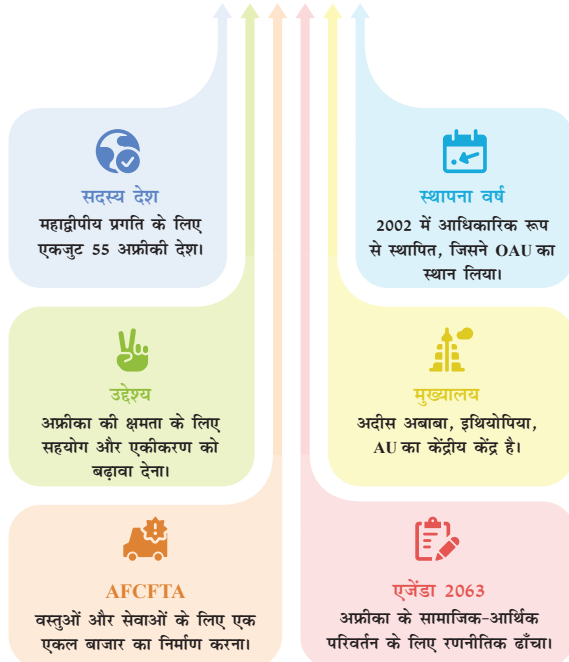 सदस्य देश
महाद्वीपीय प्रगति के लिए
एकजुट 55 अफ्रीकी देश।
स्थापना वर्ष
2002 में आधिकारिक रूप
से स्थापित, जिसने OAU का
स्थान लिया।
उद्देश्य
अफ्रीका की क्षमता के लिए
सहयोग और एकीकरण को
बढ़ावा देना।
मुख्यालय
अदीस अबाबा, इथियोपिया,
AU का केंद्रीय केंद्र है।
AFCFTA
वस्तुओं और सेवाओं के लिए एक
एकल बाजार का निर्माण करना।
एजेंडा 2063
अफ्रीका के सामाजिक-आर्थिक
परिवर्तन के लिए रणनीतिक ढाँचा।